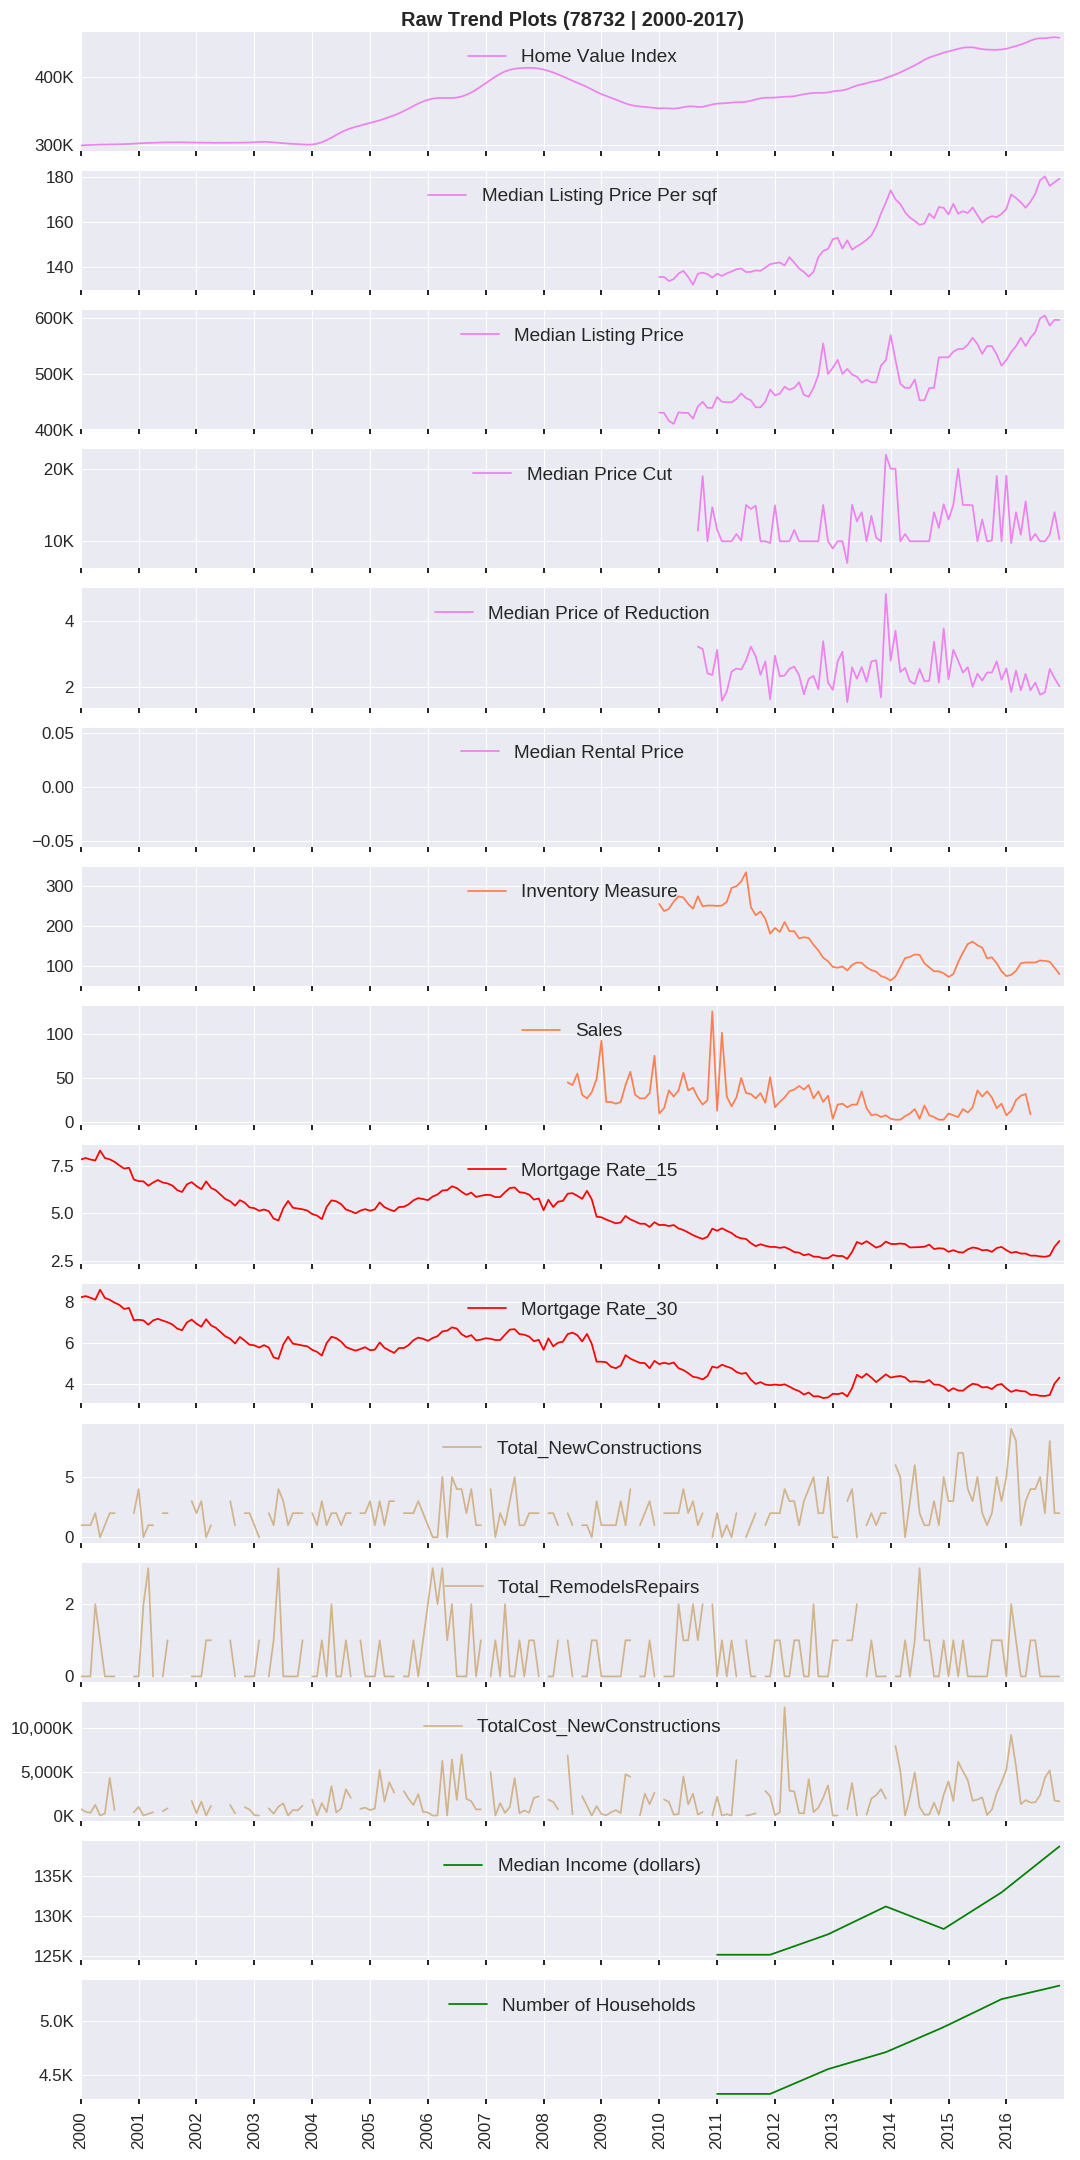 Raw Trend Plots (78732 | 2000-2017)
Home Value Index
400K
300K
Median Listing Price Per sqf
180
160
140
Median Listing Price
600K
500K
400K
Median Price Cut
20K
10K
Median Price of Reduction
4
2
Median Rental Price
0.05
0.00
−0.05
Inventory Measure
300
200
100
Sales
100
50
0
Mortgage Rate_15
7.5
5.0
2.5
Mortgage Rate_30
8
6
4
Total_NewConstructions
5
0
Total_RemodelsRepairs
2
0
TotalCost_NewConstructions
10,000K
5,000K
0K
Median Income (dollars)
135K
130K
125K
Number of Households
5.0K
4.5K
2000 2001 2002 2003 2004 2005 2006 2007 2008 2009 2010 2011 2012 2013 2014 2015 2016